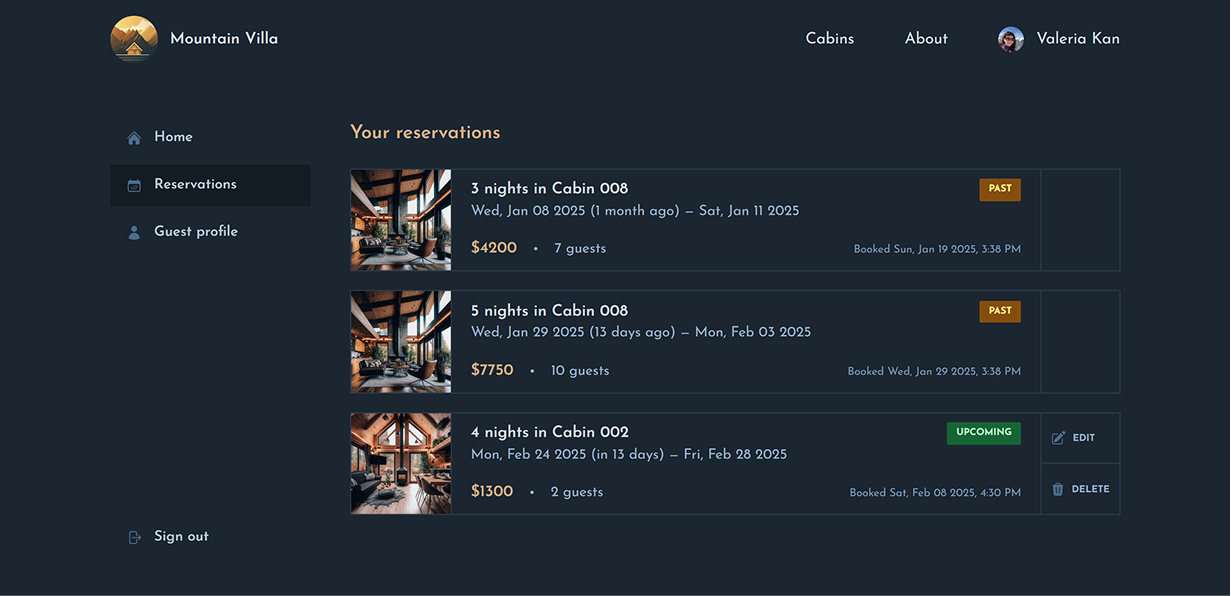 Mountain Villa
Cabins
About
Valeria Kan
Home
Reservations
Guest profile
Sign out
Your reservations
3 nights in Cabin 008
PAST
Wed, Jan 08 2025 (1 month ago) – Sat, Jan 11 2025
$4200 • 7 guests
Booked Sun, Jan 19 2025, 3:38 PM
5 nights in Cabin 008
PAST
Wed, Jan 29 2025 (13 days ago) – Mon, Feb 03 2025
$7750 • 10 guests
Booked Wed, Jan 29 2025, 3:38 PM
4 nights in Cabin 002
UPCOMING
Mon, Feb 24 2025 (in 13 days) – Fri, Feb 28 2025
$1300 • 2 guests
Booked Sat, Feb 08 2025, 4:30 PM
EDIT
DELETE